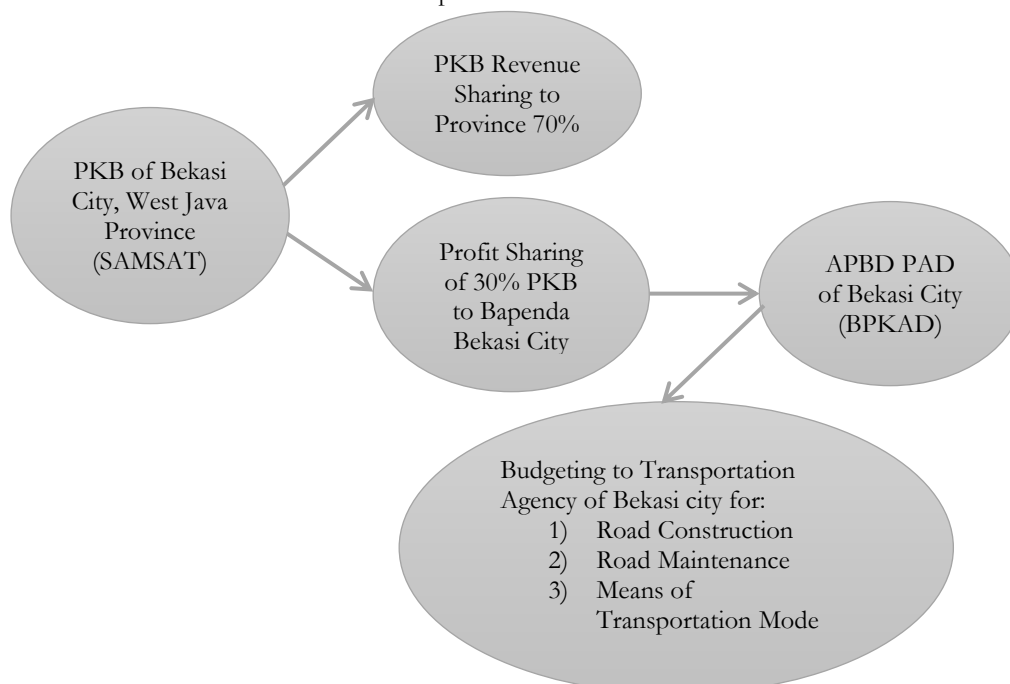 PKB Revenue
Sharing to
Province 70%
PKB of Bekasi
City, West Java
Province
(SAMSAT)
Profit Sharing
of 30% PKB
to Bapenda
Bekasi City
APBD PAD
of Bekasi City
(BPKAD)
Budgeting to Transportation
Agency of Bekasi city for:
1) Road Construction
2) Road Maintenance
3) Means of
Transportation Mode